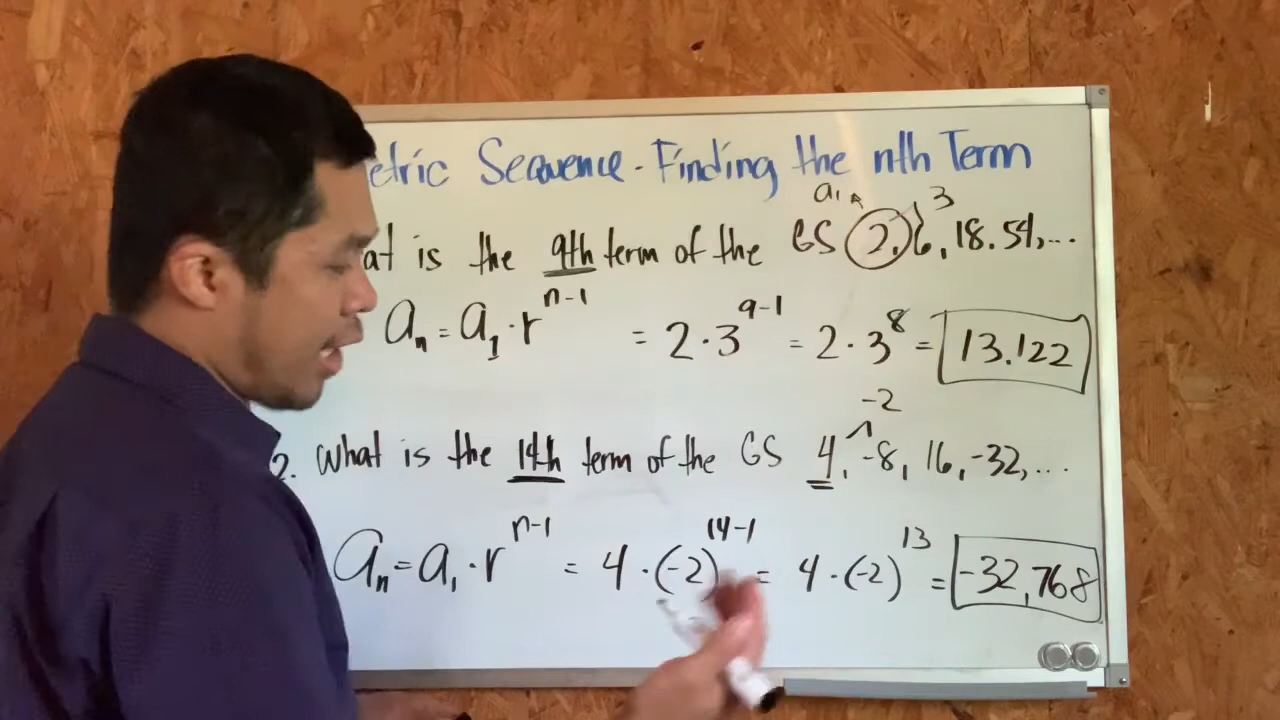 etric Sequence - Finding the nth Term
a₁ 3
at is the 9th term of the GS 2, 6, 18. 54, ...
aₙ = a₁ · r^(n-1) = 2 · 3^(9-1) = 2 · 3^8 = 13.122
-2
2. What is the 14th term of the GS 4, -8, 16, -32, ...
aₙ = a₁ · r^(n-1) = 4 · (-2)^(14-1) = 4 · (-2)^13 = -32,768